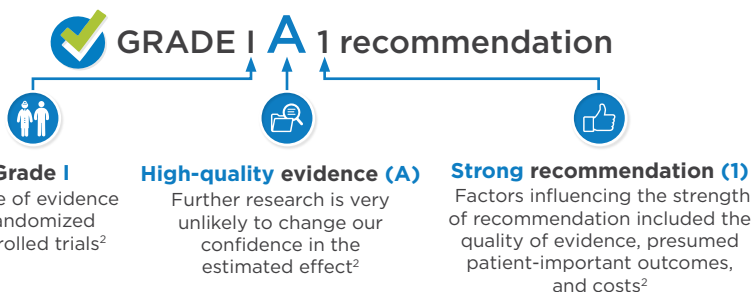 GRADE I A 1 recommendation
Grade I
e of evidence
andomized
rolled trials2
High-quality evidence (A)
Further research is very
unlikely to change our
confidence in the
estimated effect2
Strong recommendation (1)
Factors influencing the strength
of recommendation included the
quality of evidence, presumed
patient-important outcomes,
and costs2